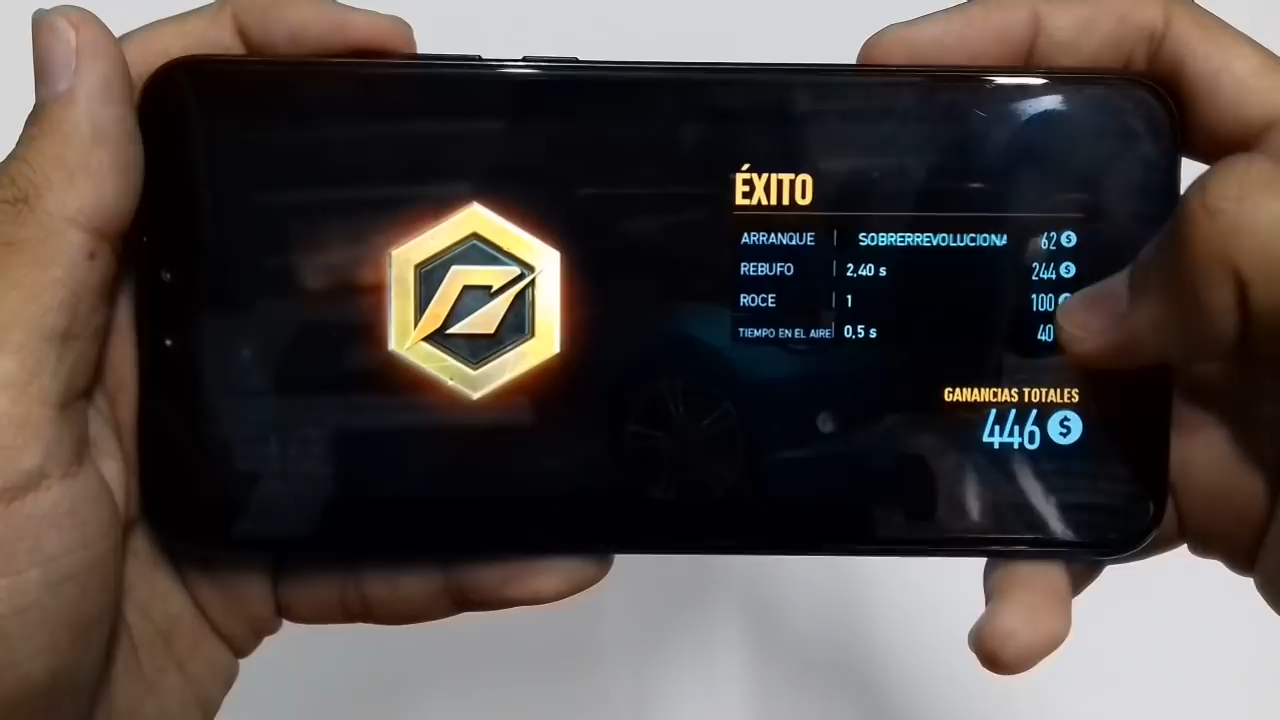 ÉXITO
ARRANQUE | SOBRERREVOLUCIONA 62
REBUFO | 2,40 s 244
ROCE | 1 100
TIEMPO EN EL AIRE | 0,5 s 40
GANANCIAS TOTALES
446 $